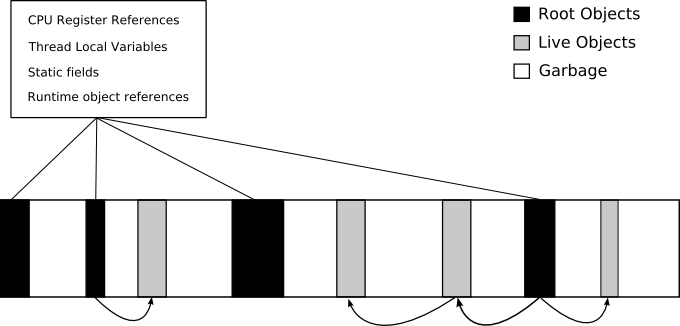 CPU Register References
Thread Local Variables
Static fields
Runtime object references
Root Objects
Live Objects
Garbage